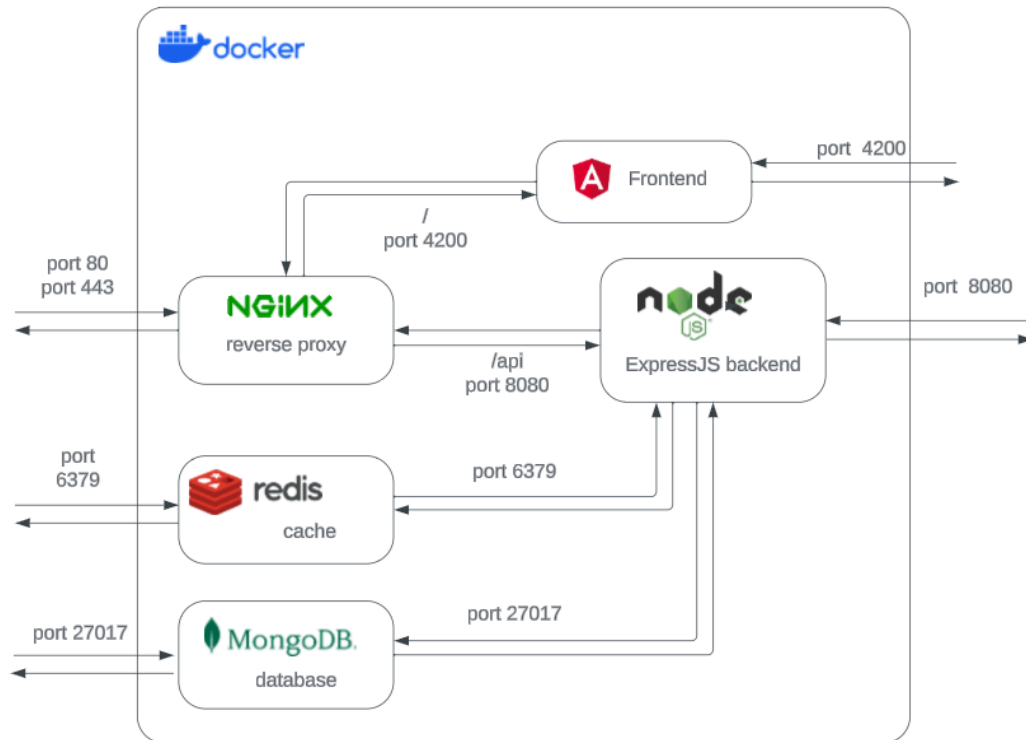 docker
port 4200
Frontend
/
port 4200
port 80
port 443
NGiNX
reverse proxy
node
JS
ExpressJS backend
port 8080
/api
port 8080
port
6379
redis
cache
port 6379
port 27017
MongoDB.
database
port 27017